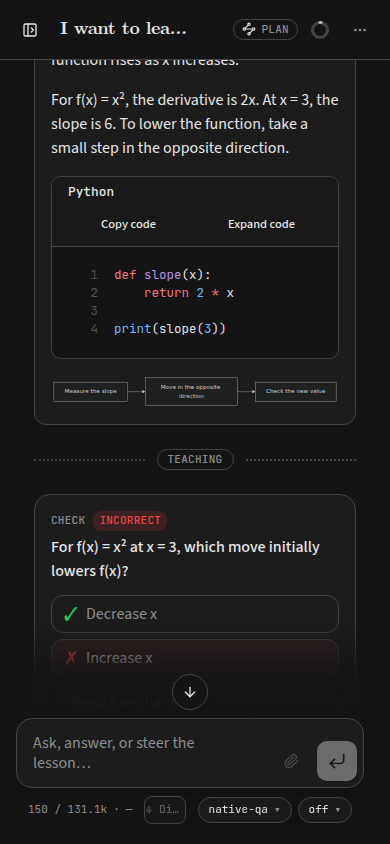 I want to lea…
PLAN
function rises as x increases.
For f(x) = x², the derivative is 2x. At x = 3, the
slope is 6. To lower the function, take a
small step in the opposite direction.
Python
Copy code
Expand code
1 def slope(x):
2 return 2 * x
3
4 print(slope(3))
Measure the slope
Move in the opposite
direction
Check the new value
TEACHING
CHECK INCORRECT
For f(x) = x² at x = 3, which move initially
lowers f(x)?
✓ Decrease x
✗ Increase x
Keep x unchanged
Ask, answer, or steer the
lesson…
150 / 131.1k · —
Di…
native-qa ▾
off ▾